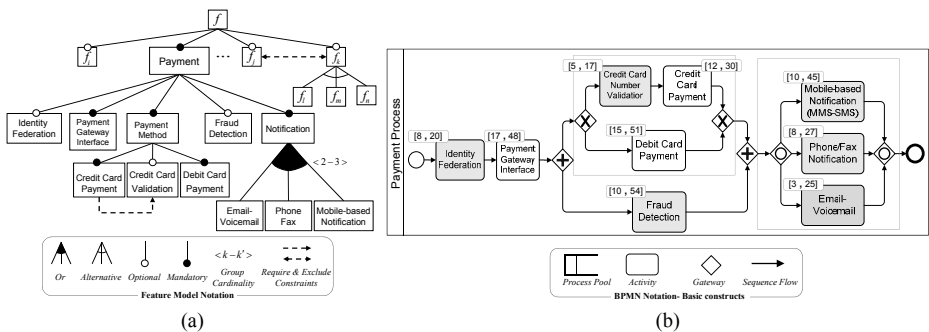 (a)
f
f_i
Payment
...
f_j
f_k
f_l
f_m
f_n
Identity
Federation
Payment
Gateway
Interface
Payment
Method
Fraud
Detection
Notification
Credit Card
Payment
Credit Card
Validation
Debit Card
Payment
< 2 – 3 >
Email-
Voicemail
Phone
Fax
Mobile-based
Notification
Or
Alternative
Optional
Mandatory
< k – k' >
Group
Cardinality
Require & Exclude
Constraints
Feature Model Notation
(a)
(b)
Payment Process
[8 , 20]
Identity
Federation
[17 , 48]
Payment
Gateway
Interface
[5 , 17]
Credit Card
Number
Validation
[12 , 30]
Credit
Card
Payment
[15 , 51]
Debit Card
Payment
[10 , 54]
Fraud
Detection
[10 , 45]
Mobile-based
Notification
(MMS-SMS)
[8 , 27]
Phone/Fax
Notification
[3 , 25]
Email-
Voicemail
Process Pool
Activity
Gateway
Sequence Flow
BPMN Notation- Basic constructs
(b)